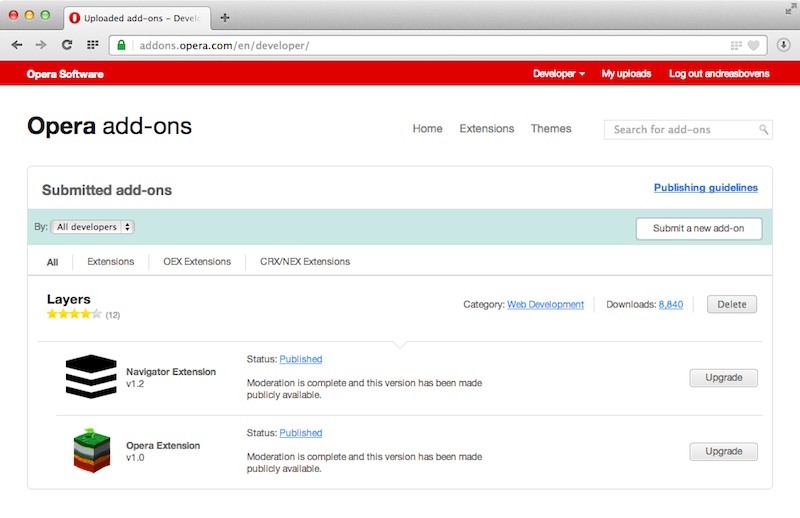 Uploaded add-ons – Devel
addons.opera.com/en/developer/
Opera Software
Developer
My uploads
Log out andreasbovens
Opera add-ons
Home
Extensions
Themes
Search for add-ons
Submitted add-ons
Publishing guidelines
By: All developers
Submit a new add-on
All
Extensions
OEX Extensions
CRX/NEX Extensions
Layers
(12)
Category: Web Development
Downloads: 8,840
Delete
Navigator Extension
v1.2
Status: Published
Moderation is complete and this version has been made
publicly available.
Upgrade
Opera Extension
v1.0
Status: Published
Moderation is complete and this version has been made
publicly available.
Upgrade